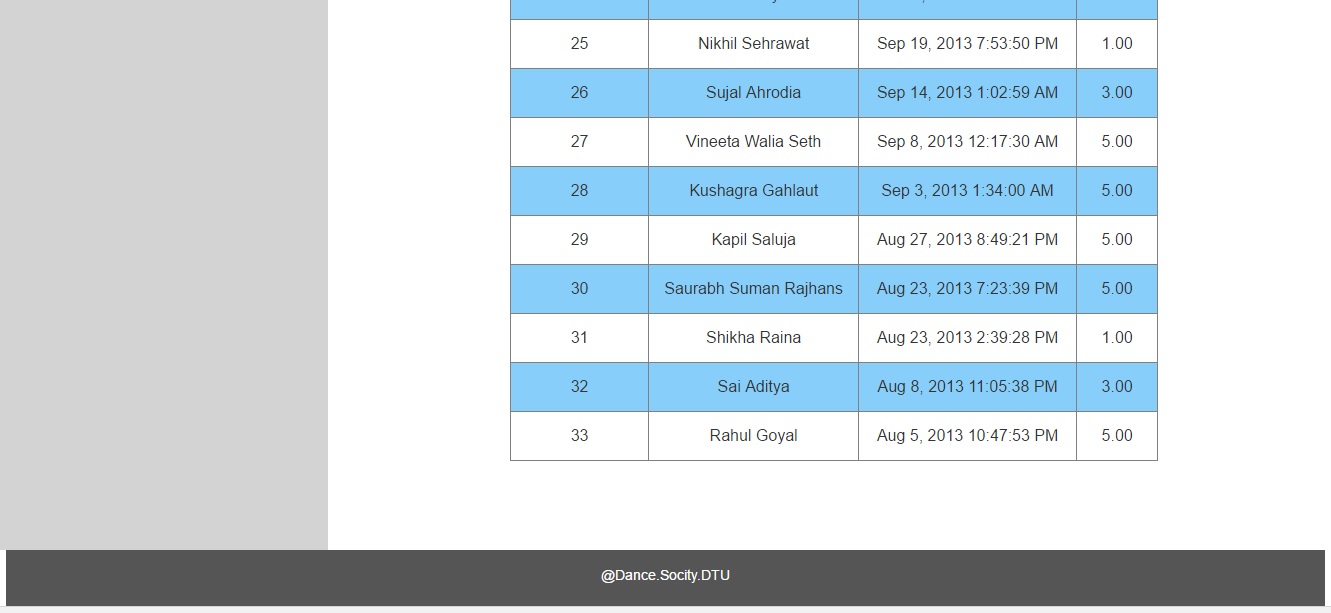 25 Nikhil Sehrawat Sep 19, 2013 7:53:50 PM 1.00
26 Sujal Ahrodia Sep 14, 2013 1:02:59 AM 3.00
27 Vineeta Walia Seth Sep 8, 2013 12:17:30 AM 5.00
28 Kushagra Gahlaut Sep 3, 2013 1:34:00 AM 5.00
29 Kapil Saluja Aug 27, 2013 8:49:21 PM 5.00
30 Saurabh Suman Rajhans Aug 23, 2013 7:23:39 PM 5.00
31 Shikha Raina Aug 23, 2013 2:39:28 PM 1.00
32 Sai Aditya Aug 8, 2013 11:05:38 PM 3.00
33 Rahul Goyal Aug 5, 2013 10:47:53 PM 5.00
@Dance.Socity.DTU